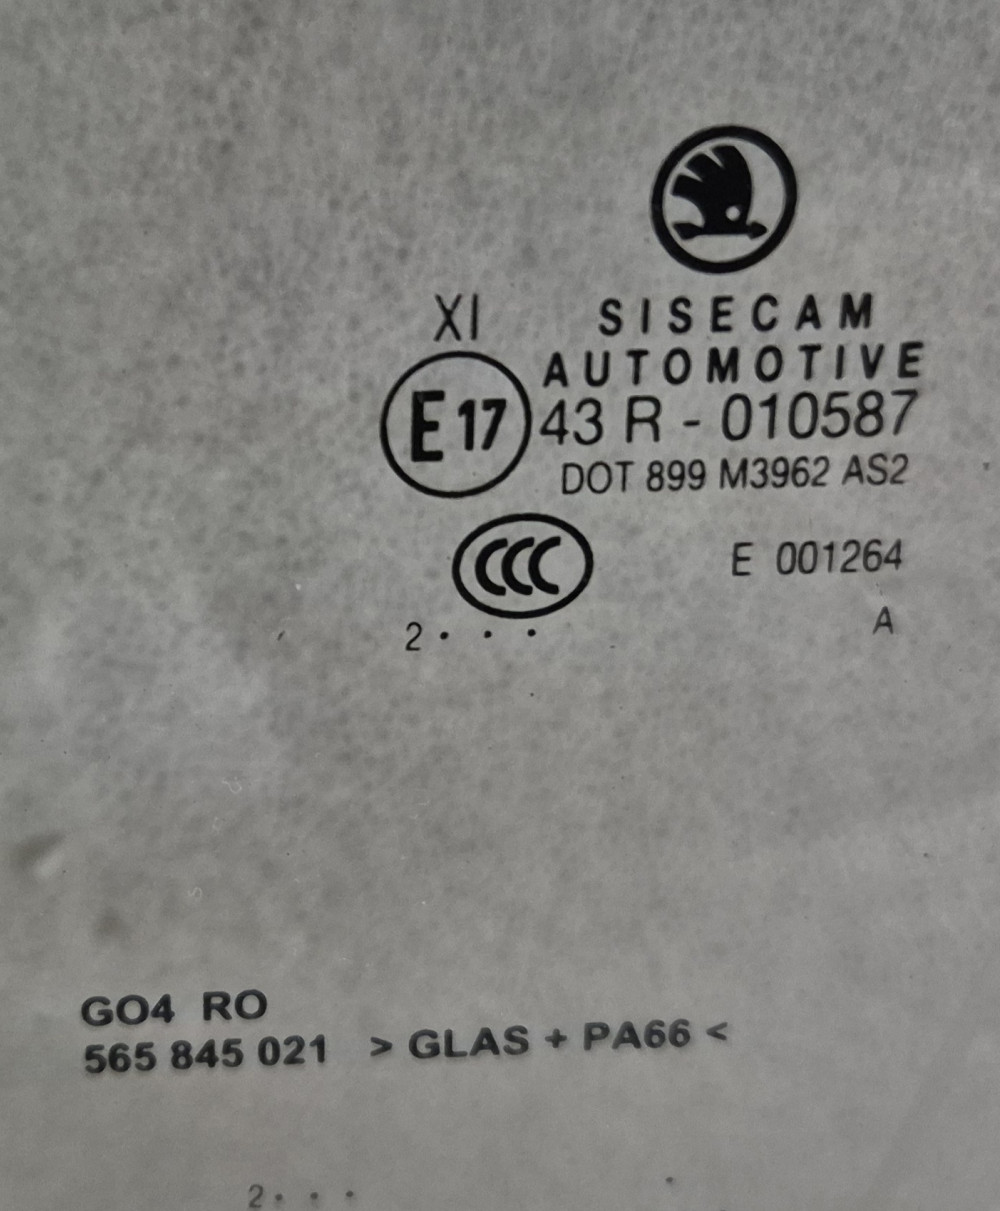 SISECAM
XI
AUTOMOTIVE
E 17 43 R - 010587
DOT 899 M3962 AS2
CCC E 001264
2 · · · A
GO4 RO
565 845 021 > GLAS + PA66 <
2 · · ·